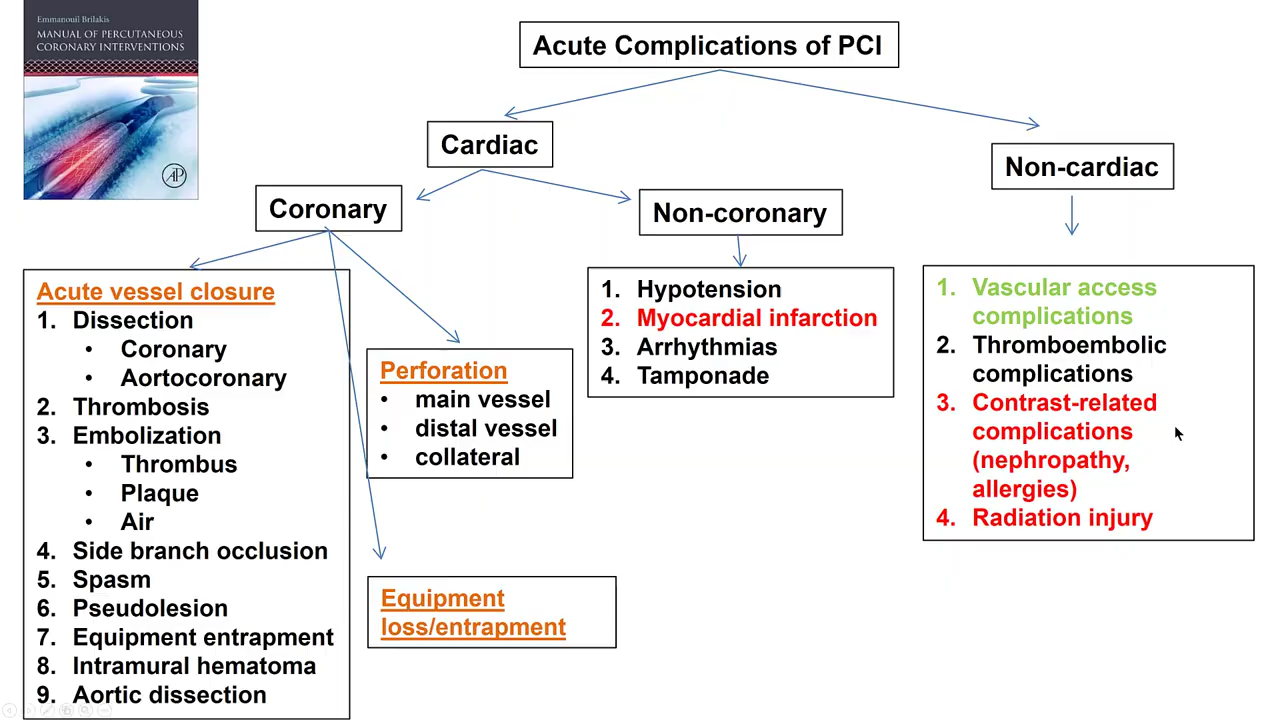 Emmanouil Brilakis
MANUAL OF PERCUTANEOUS
CORONARY INTERVENTIONS
AP
Acute Complications of PCI
Cardiac
Non-cardiac
Coronary
Non-coronary
Acute vessel closure
1. Dissection
• Coronary
• Aortocoronary
2. Thrombosis
3. Embolization
• Thrombus
• Plaque
• Air
4. Side branch occlusion
5. Spasm
6. Pseudolesion
7. Equipment entrapment
8. Intramural hematoma
9. Aortic dissection
Perforation
• main vessel
• distal vessel
• collateral
Equipment
loss/entrapment
1. Hypotension
2. Myocardial infarction
3. Arrhythmias
4. Tamponade
1. Vascular access
complications
2. Thromboembolic
complications
3. Contrast-related
complications
(nephropathy,
allergies)
4. Radiation injury